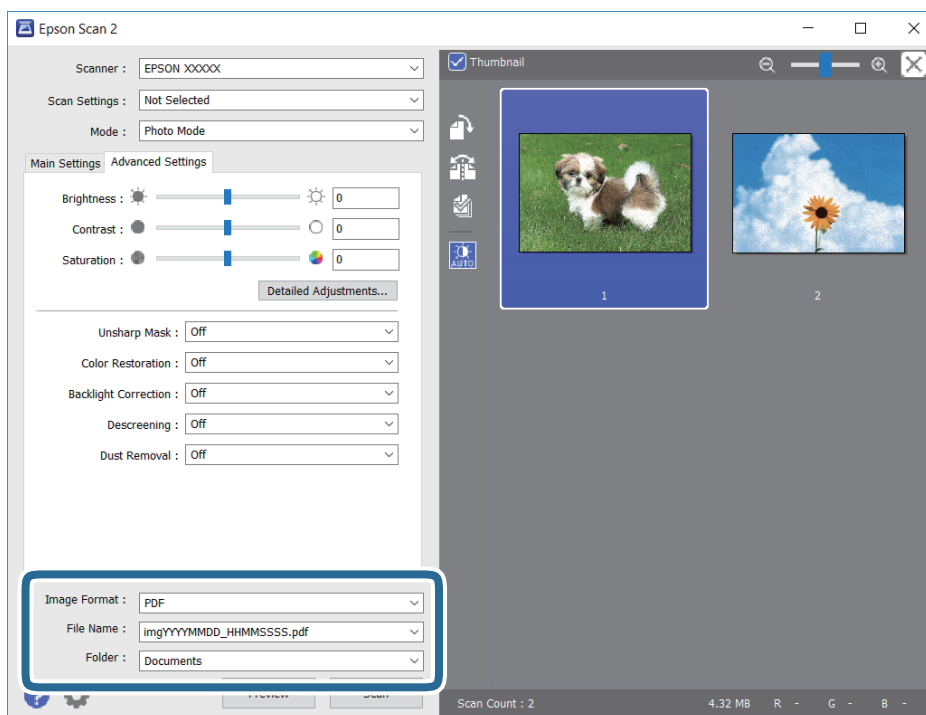 Epson Scan 2
Scanner : EPSON XXXXX
Scan Settings : Not Selected
Mode : Photo Mode
Main Settings Advanced Settings
Brightness : 0
Contrast : 0
Saturation : 0
Detailed Adjustments...
Unsharp Mask : Off
Color Restoration : Off
Backlight Correction : Off
Descreening : Off
Dust Removal : Off
Image Format : PDF
File Name : imgYYYYMMDD_HHMMSSSS.pdf
Folder : Documents
Preview Scan
Thumbnail
AUTO
1 2
Scan Count : 2 4.32 MB R - G - B -